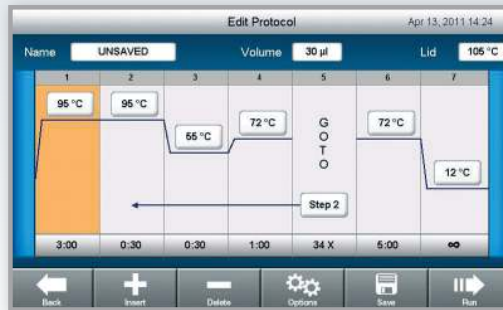 Edit Protocol Apr 13, 2011 14:24
Name UNSAVED Volume 30 µl Lid 105 °C
1 2 3 4 5 6 7
95 °C 95 °C 55 °C 72 °C GOTO 72 °C 12 °C
Step 2
3:00 0:30 0:30 1:00 34 X 5:00 ∞
Back Insert Delete Options Save Run